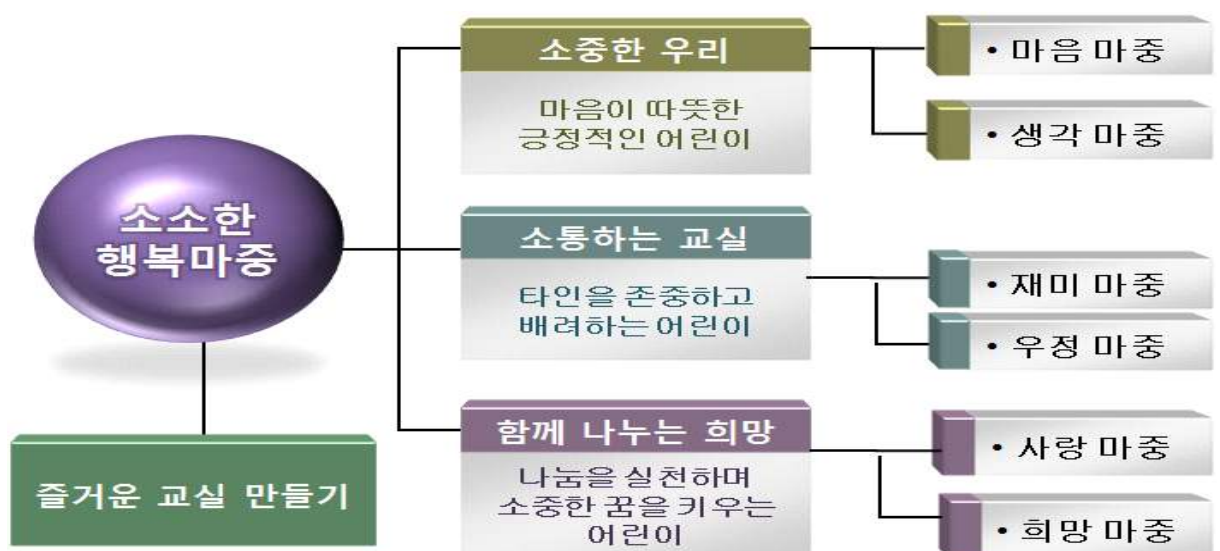 소소한
행복마중
즐거운 교실 만들기
소중한 우리
마음이 따뜻한
긍정적인 어린이
• 마음 마중
• 생각 마중
소통하는 교실
타인을 존중하고
배려하는 어린이
• 재미 마중
• 우정 마중
함께 나누는 희망
나눔을 실천하며
소중한 꿈을 키우는
어린이
• 사랑 마중
• 희망 마중